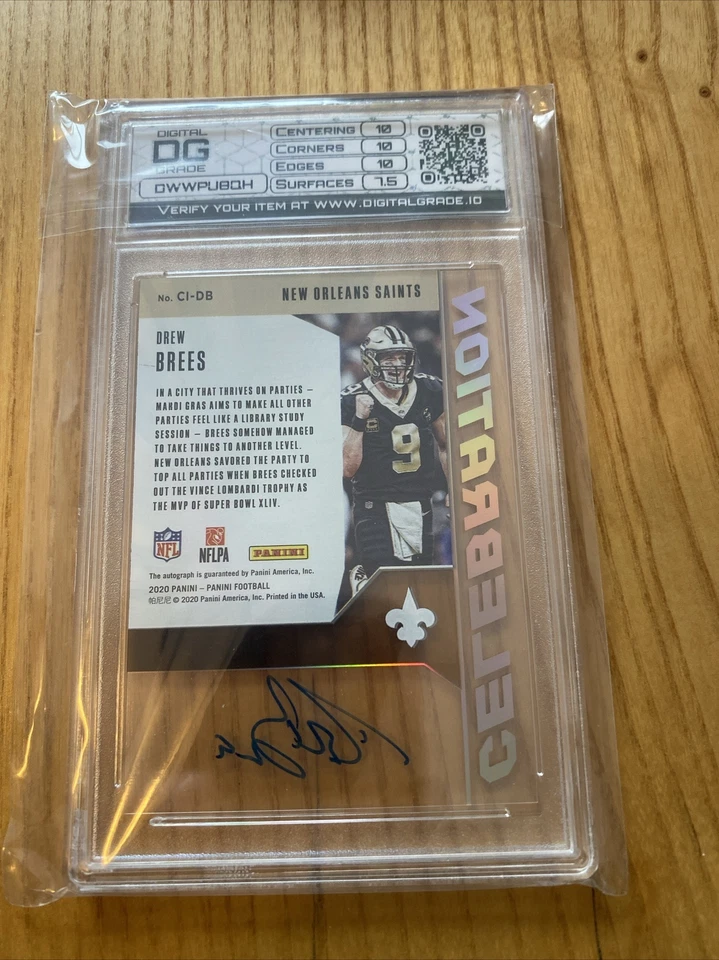 DIGITAL
DG
GRADE
QWWPU8QH
CENTERING 10
CORNERS 10
EDGES 10
SURFACES 7.5
VERIFY YOUR ITEM AT WWW.DIGITALGRADE.IO
No. CI-DB
NEW ORLEANS SAINTS
DREW
BREES
IN A CITY THAT THRIVES ON PARTIES –
MAHDI GRAS AIMS TO MAKE ALL OTHER
PARTIES FEEL LIKE A LIBRARY STUDY
SESSION – BREES SOMEHOW MANAGED
TO TAKE THINGS TO ANOTHER LEVEL.
NEW ORLEANS SAVORED THE PARTY TO
TOP ALL PARTIES WHEN BREES CHECKED
OUT THE VINCE LOMBARDI TROPHY AS
THE MVP OF SUPER BOWL XLIV.
NFL
NFLPA
PANINI
The autograph is guaranteed by Panini America, Inc.
2020 PANINI – PANINI FOOTBALL
帕尼尼 © 2020 Panini America, Inc. Printed in the USA.
9
CELEBRATION